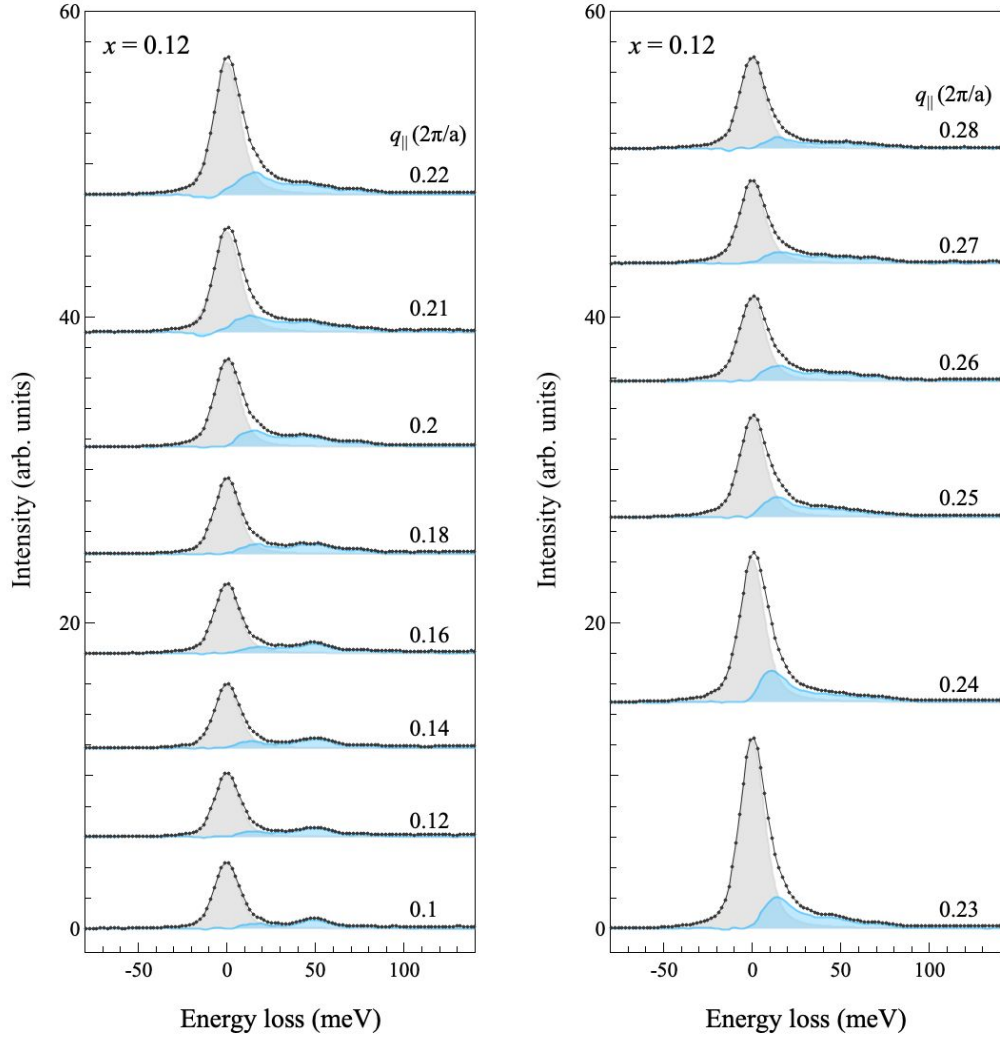 60
x = 0.12
q|| (2π/a)
0.22
0.21
40
0.2
0.18
20
0.16
0.14
0.12
0.1
0
-50 0 50 100
Energy loss (meV)
Intensity (arb. units)
60
x = 0.12
q|| (2π/a)
0.28
0.27
40
0.26
0.25
20
0.24
0.23
0
-50 0 50 100
Energy loss (meV)
Intensity (arb. units)